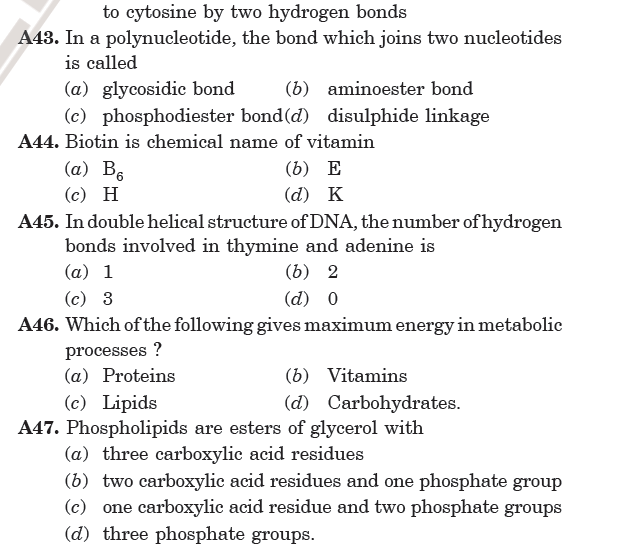 to cytosine by two hydrogen bonds
A43. In a polynucleotide, the bond which joins two nucleotides
is called
(a) glycosidic bond (b) aminoester bond
(c) phosphodiester bond(d) disulphide linkage
A44. Biotin is chemical name of vitamin
(a) B₆ (b) E
(c) H (d) K
A45. In double helical structure of DNA, the number of hydrogen
bonds involved in thymine and adenine is
(a) 1 (b) 2
(c) 3 (d) 0
A46. Which of the following gives maximum energy in metabolic
processes ?
(a) Proteins (b) Vitamins
(c) Lipids (d) Carbohydrates.
A47. Phospholipids are esters of glycerol with
(a) three carboxylic acid residues
(b) two carboxylic acid residues and one phosphate group
(c) one carboxylic acid residue and two phosphate groups
(d) three phosphate groups.